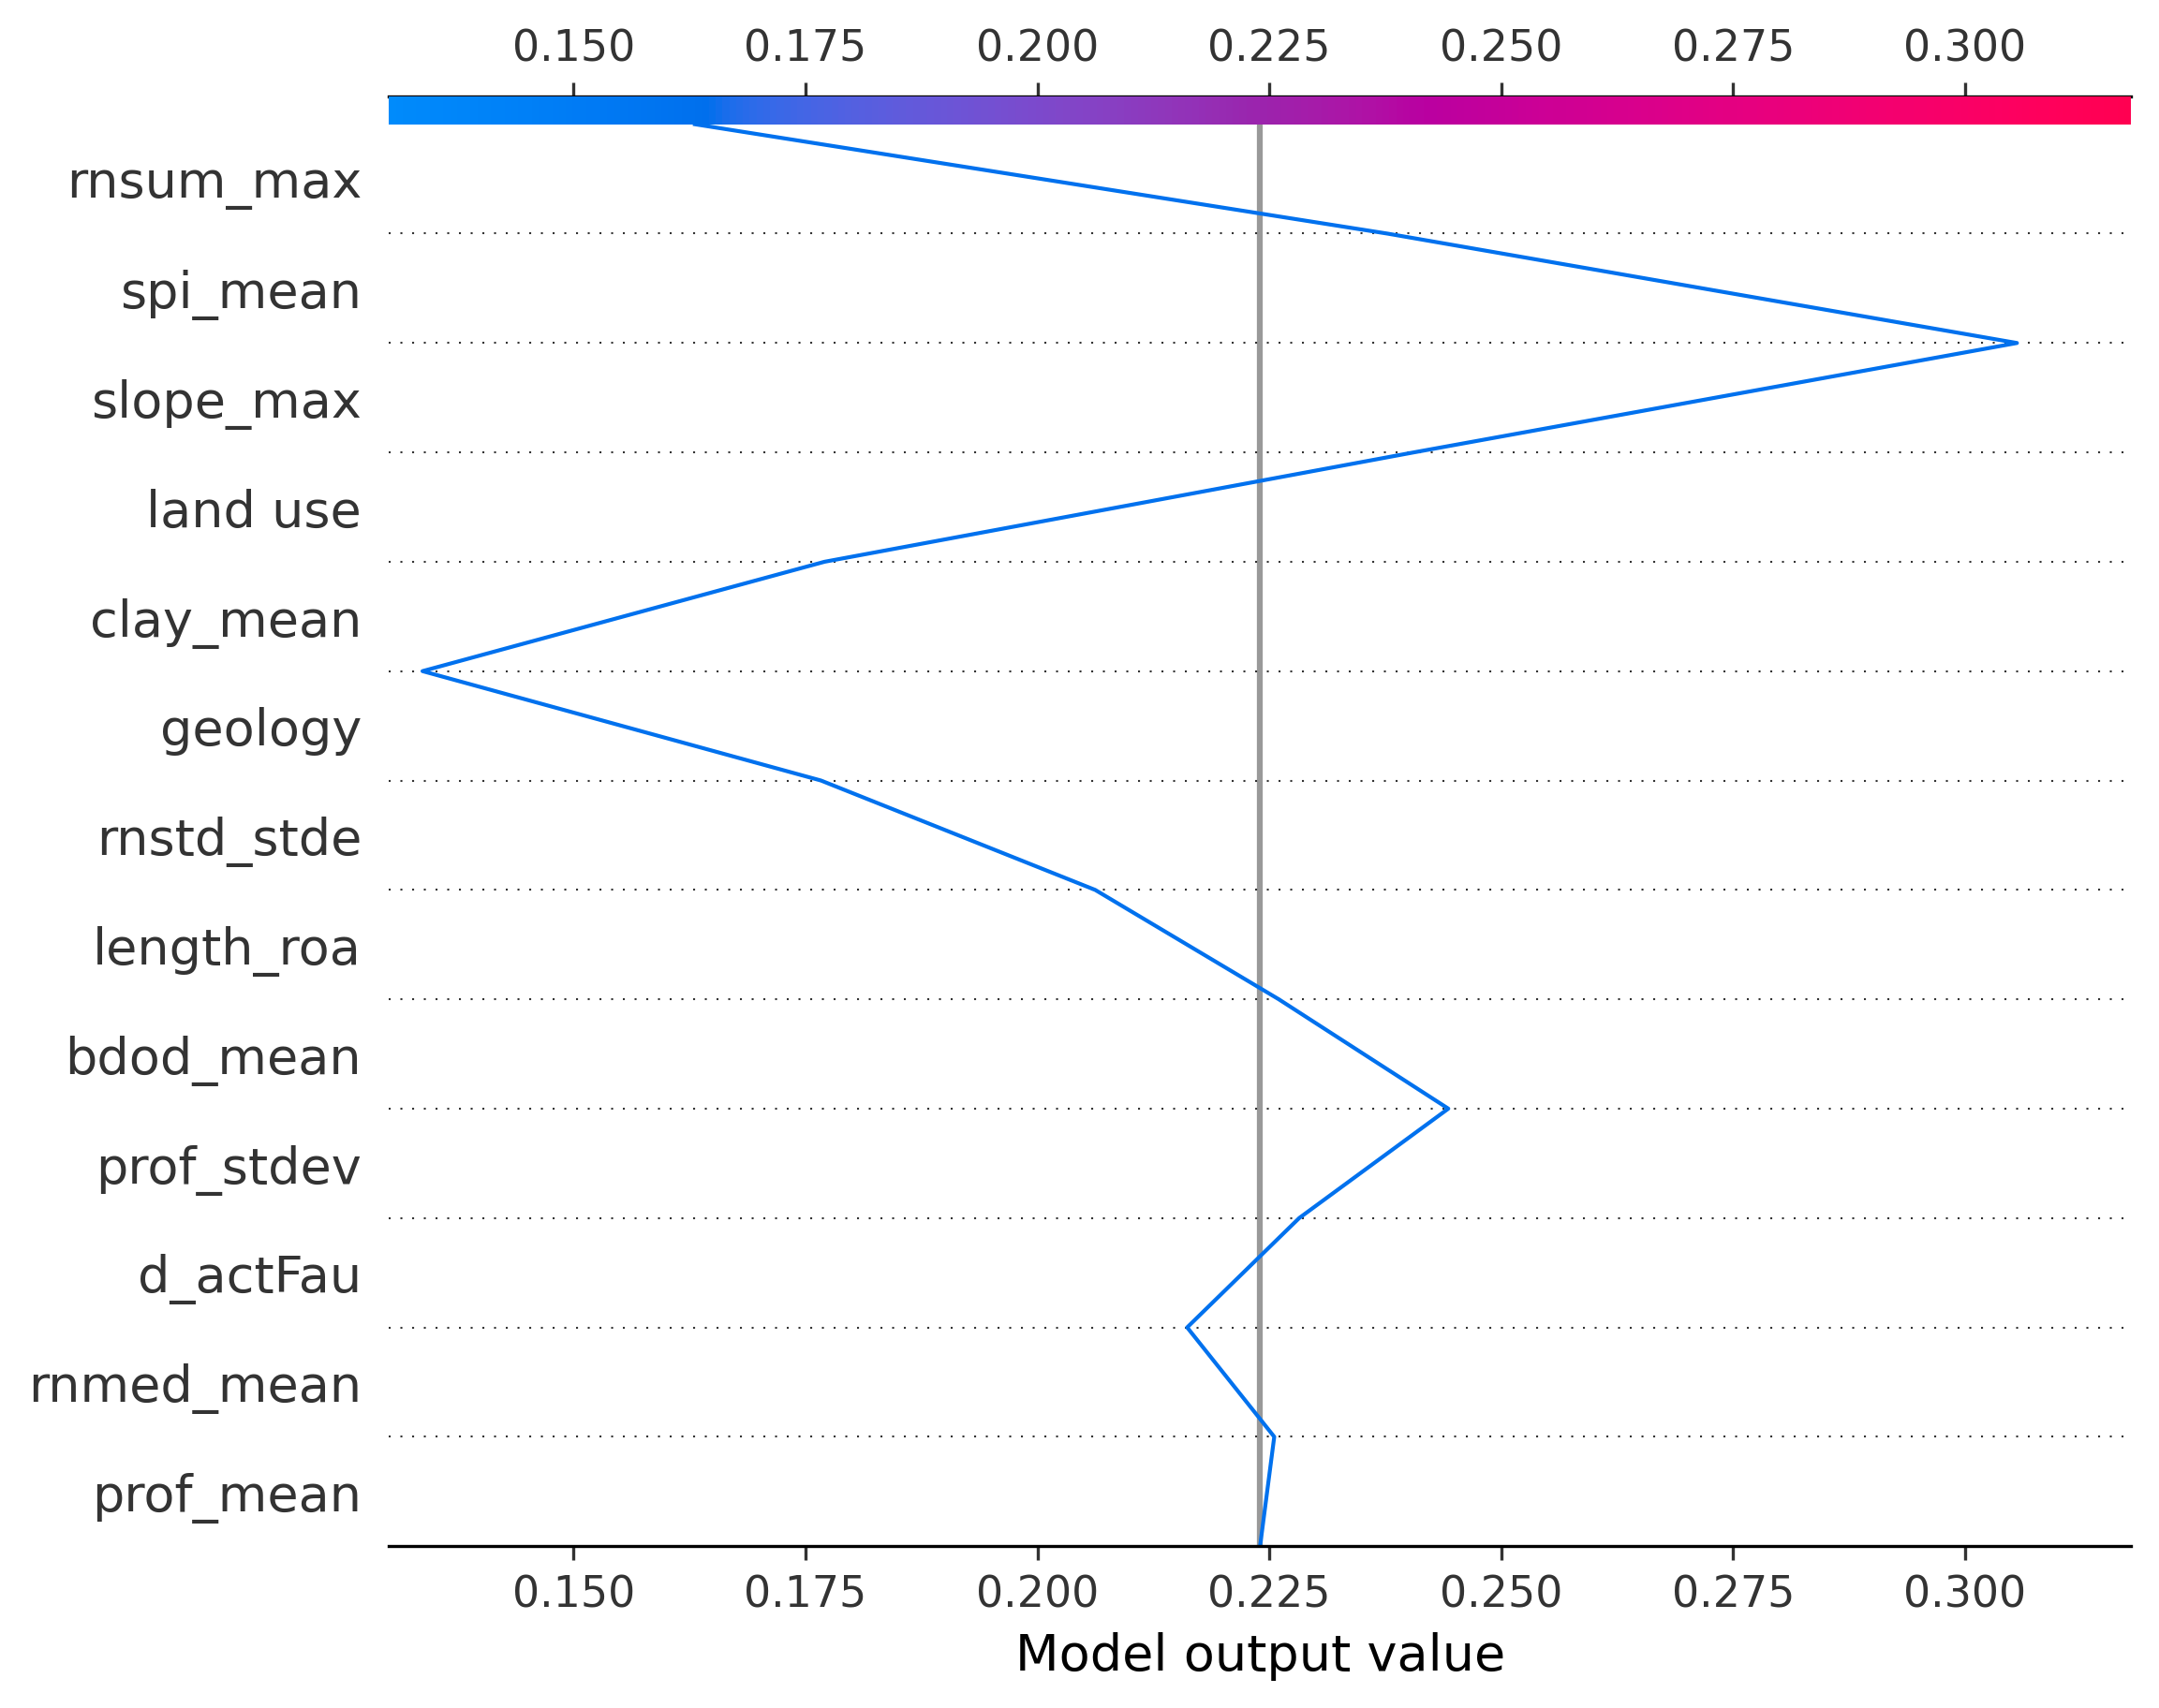 0.150 0.175 0.200 0.225 0.250 0.275 0.300
rnsum_max
spi_mean
slope_max
land use
clay_mean
geology
rnstd_stde
length_roa
bdod_mean
prof_stdev
d_actFau
rnmed_mean
prof_mean
0.150 0.175 0.200 0.225 0.250 0.275 0.300
Model output value